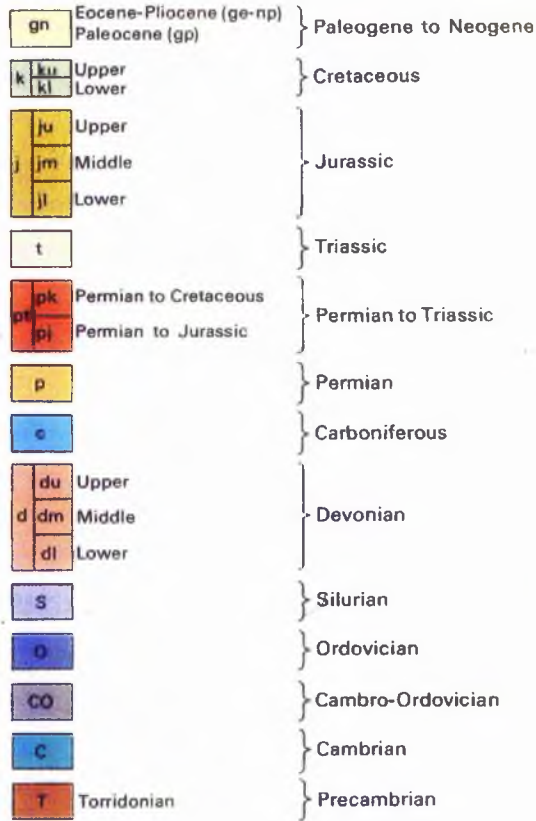 gn Eocene-Pliocene (ge-np) Paleogene to Neogene
Paleocene (gp)
k ku Upper Cretaceous
kl Lower
ju Upper
j jm Middle Jurassic
jl Lower
t Triassic
pk Permian to Cretaceous
pt Permian to Triassic
pj Permian to Jurassic
p Permian
c Carboniferous
du Upper
d dm Middle Devonian
dl Lower
S Silurian
O Ordovician
CO Cambro-Ordovician
C Cambrian
T Torridonian Precambrian